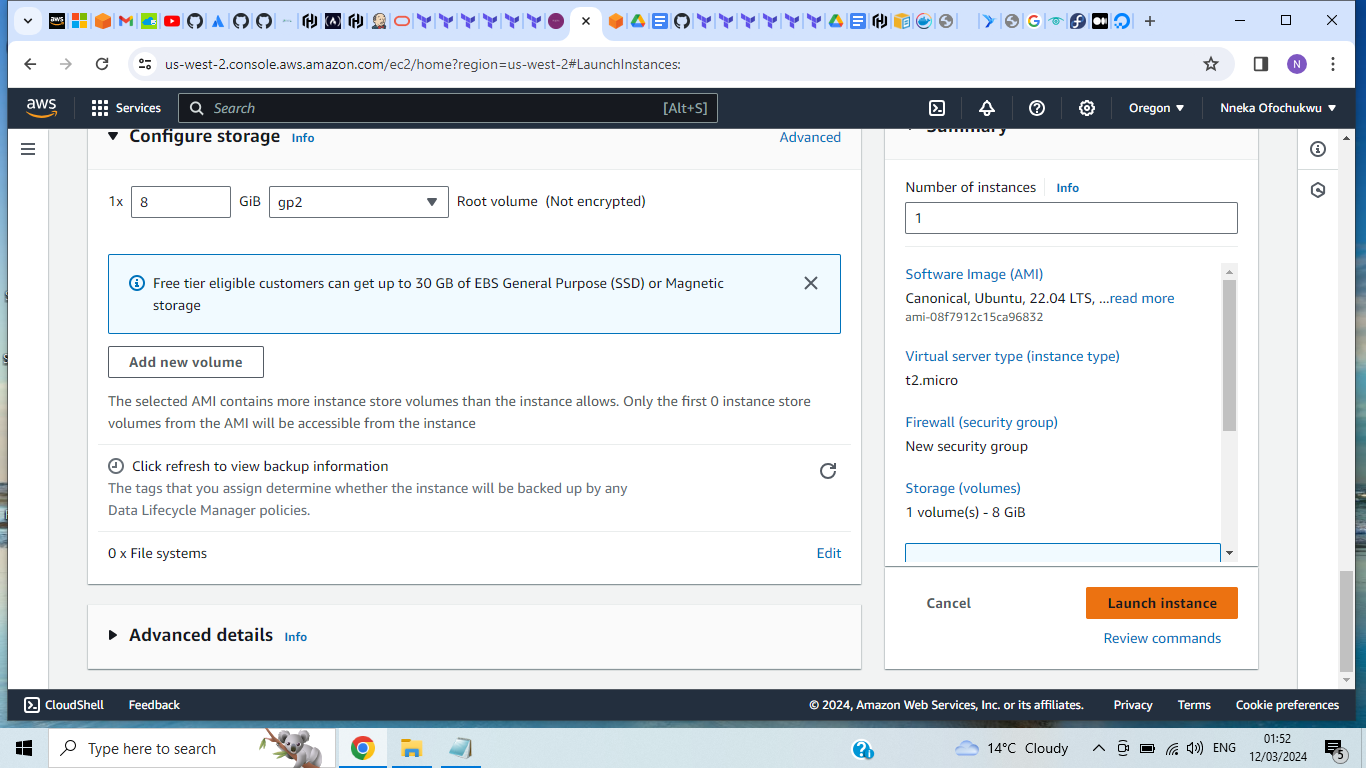 us-west-2.console.aws.amazon.com/ec2/home?region=us-west-2#LaunchInstances:
N
aws
Services
Search
[Alt+S]
Oregon
Nneka Ofochukwu
Configure storage Info
Advanced
1x 8 GiB gp2 Root volume (Not encrypted)
Free tier eligible customers can get up to 30 GB of EBS General Purpose (SSD) or Magnetic
storage
Add new volume
The selected AMI contains more instance store volumes than the instance allows. Only the first 0 instance store
volumes from the AMI will be accessible from the instance
Click refresh to view backup information
The tags that you assign determine whether the instance will be backed up by any
Data Lifecycle Manager policies.
0 x File systems
Edit
Advanced details Info
Summary
Number of instances Info
1
Software Image (AMI)
Canonical, Ubuntu, 22.04 LTS, ...read more
ami-08f7912c15ca96832
Virtual server type (instance type)
t2.micro
Firewall (security group)
New security group
Storage (volumes)
1 volume(s) - 8 GiB
Cancel
Launch instance
Review commands
CloudShell
Feedback
© 2024, Amazon Web Services, Inc. or its affiliates.
Privacy
Terms
Cookie preferences
Type here to search
14°C Cloudy
ENG
01:52
12/03/2024
5